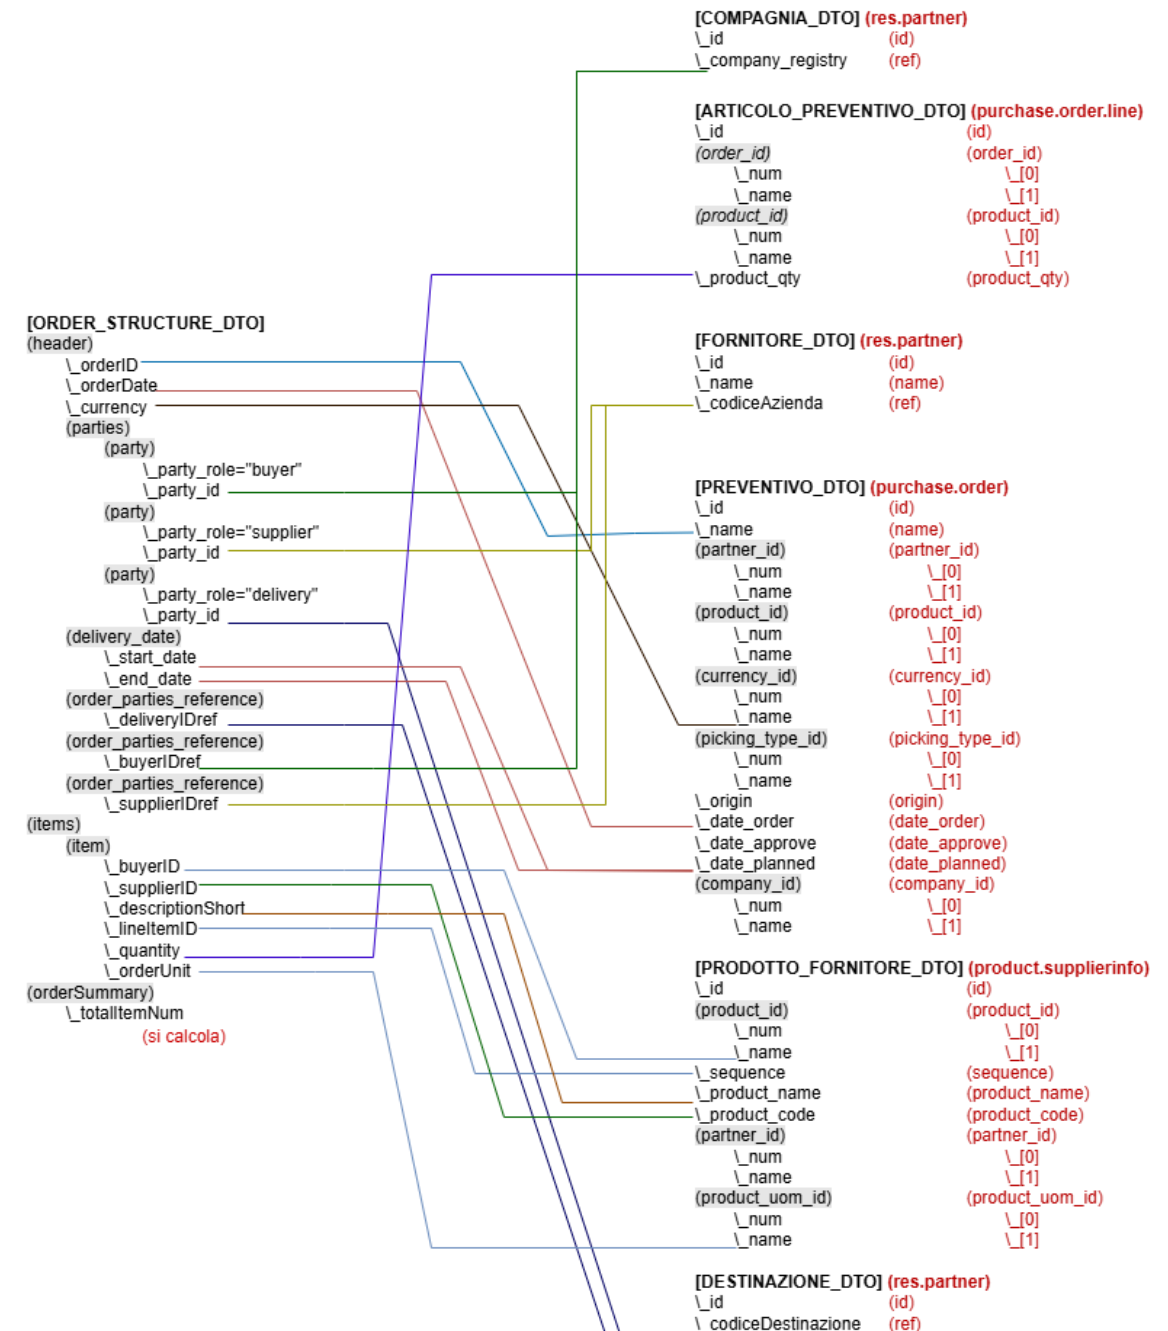 [COMPAGNIA_DTO] (res.partner)
\_id (id)
\_company_registry (ref)
[ARTICOLO_PREVENTIVO_DTO] (purchase.order.line)
\_id (id)
(order_id) (order_id)
\_num \_[0]
\_name \_[1]
(product_id) (product_id)
\_num \_[0]
\_name \_[1]
\_product_qty (product_qty)
[ORDER_STRUCTURE_DTO]
(header)
\_orderID
\_orderDate
\_currency
(parties)
(party)
\_party_role="buyer"
\_party_id
(party)
\_party_role="supplier"
\_party_id
(party)
\_party_role="delivery"
\_party_id
(delivery_date)
\_start_date
\_end_date
(order_parties_reference)
\_deliveryIDref
(order_parties_reference)
\_buyerIDref
(order_parties_reference)
\_supplierIDref
(items)
(item)
\_buyerID
\_supplierID
\_descriptionShort
\_lineItemID
\_quantity
\_orderUnit
(orderSummary)
\_totalItemNum
(si calcola)
[FORNITORE_DTO] (res.partner)
\_id (id)
\_name (name)
\_codiceAzienda (ref)
[PREVENTIVO_DTO] (purchase.order)
\_id (id)
\_name (name)
(partner_id) (partner_id)
\_num \_[0]
\_name \_[1]
(product_id) (product_id)
\_num \_[0]
\_name \_[1]
(currency_id) (currency_id)
\_num \_[0]
\_name \_[1]
(picking_type_id) (picking_type_id)
\_num \_[0]
\_name \_[1]
\_origin (origin)
\_date_order (date_order)
\_date_approve (date_approve)
\_date_planned (date_planned)
(company_id) (company_id)
\_num \_[0]
\_name \_[1]
[PRODOTTO_FORNITORE_DTO] (product.supplierinfo)
\_id (id)
(product_id) (product_id)
\_num \_[0]
\_name \_[1]
\_sequence (sequence)
\_product_name (product_name)
\_product_code (product_code)
(partner_id) (partner_id)
\_num \_[0]
\_name \_[1]
(product_uom_id) (product_uom_id)
\_num \_[0]
\_name \_[1]
[DESTINAZIONE_DTO] (res.partner)
\_id (id)
\_codiceDestinazione (ref)